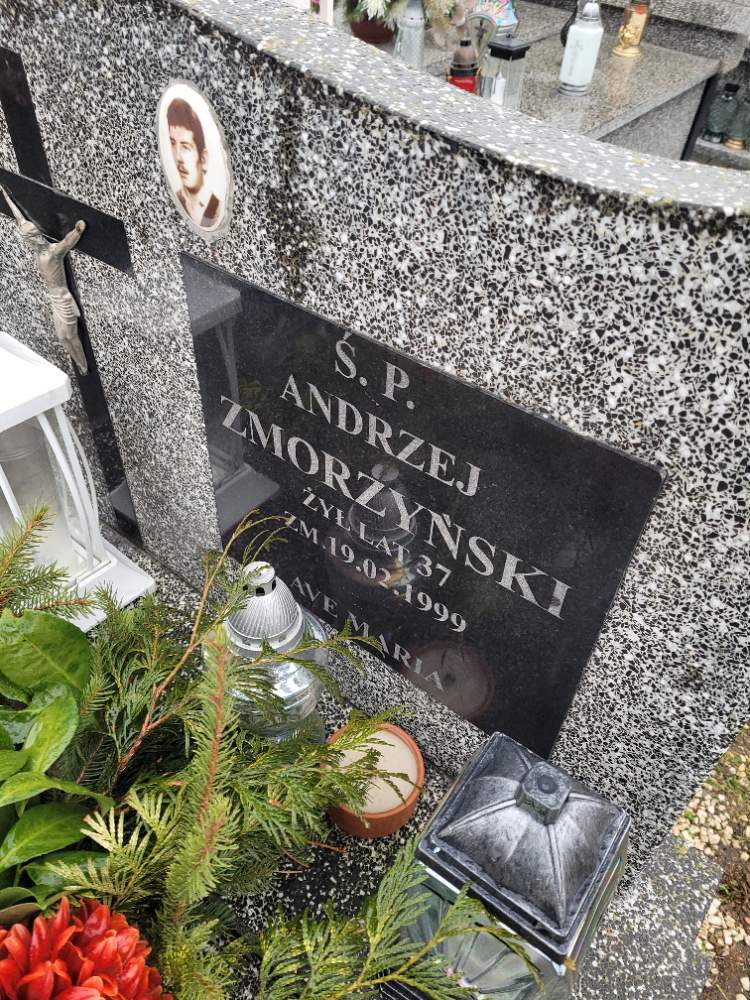 Ś. P.
ANDRZEJ
ZMORZYŃSKI
ŻYŁ LAT 37
ZM. 19.02.1999
AVE MARIA